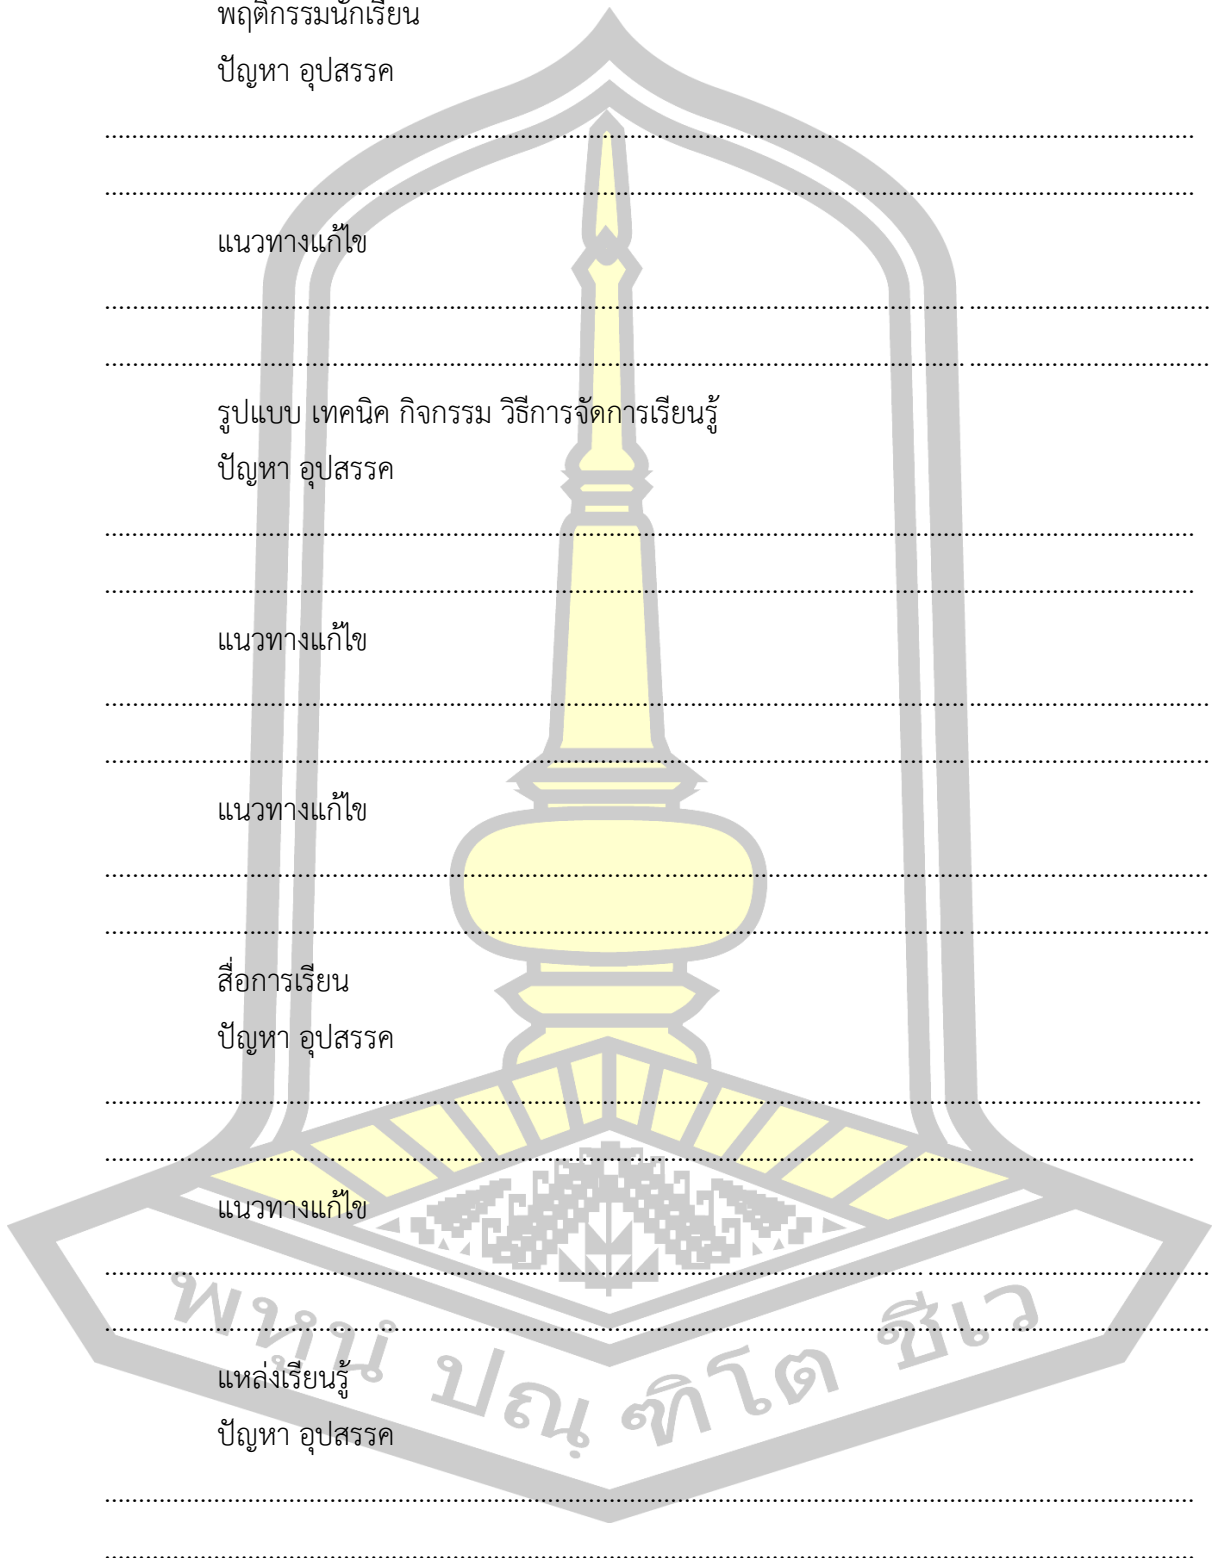 พฤติกรรมนักเรียน
ปัญหา อุปสรรค
................................................................................................................................................................
................................................................................................................................................................
แนวทางแก้ไข
................................................................................................................................................................
................................................................................................................................................................
รูปแบบ เทคนิค กิจกรรม วิธีการจัดการเรียนรู้
ปัญหา อุปสรรค
................................................................................................................................................................
................................................................................................................................................................
แนวทางแก้ไข
................................................................................................................................................................
................................................................................................................................................................
แนวทางแก้ไข
................................................................................................................................................................
................................................................................................................................................................
สื่อการเรียน
ปัญหา อุปสรรค
................................................................................................................................................................
................................................................................................................................................................
แนวทางแก้ไข
................................................................................................................................................................
................................................................................................................................................................
พหุนํ ปณฺฑิโต ชีเว
แหล่งเรียนรู้
ปัญหา อุปสรรค
................................................................................................................................................................
................................................................................................................................................................